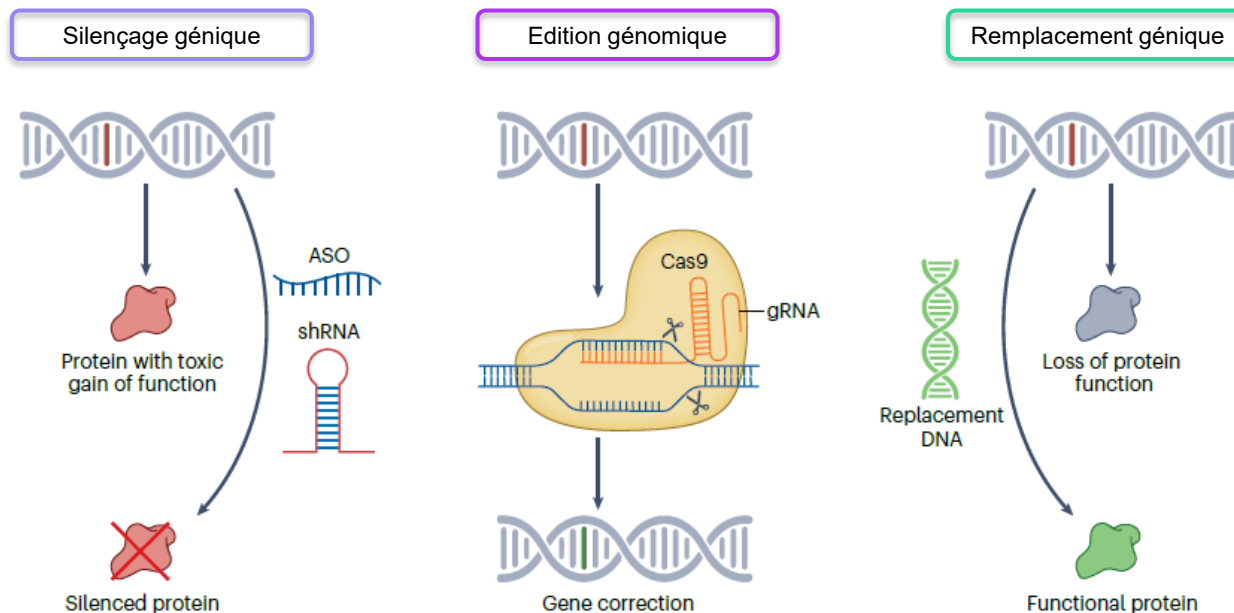 Silençage génique
Edition génomique
Remplacement génique
ASO
shRNA
Protein with toxic
gain of function
Silenced protein
Cas9
gRNA
Gene correction
Replacement
DNA
Loss of protein
function
Functional protein